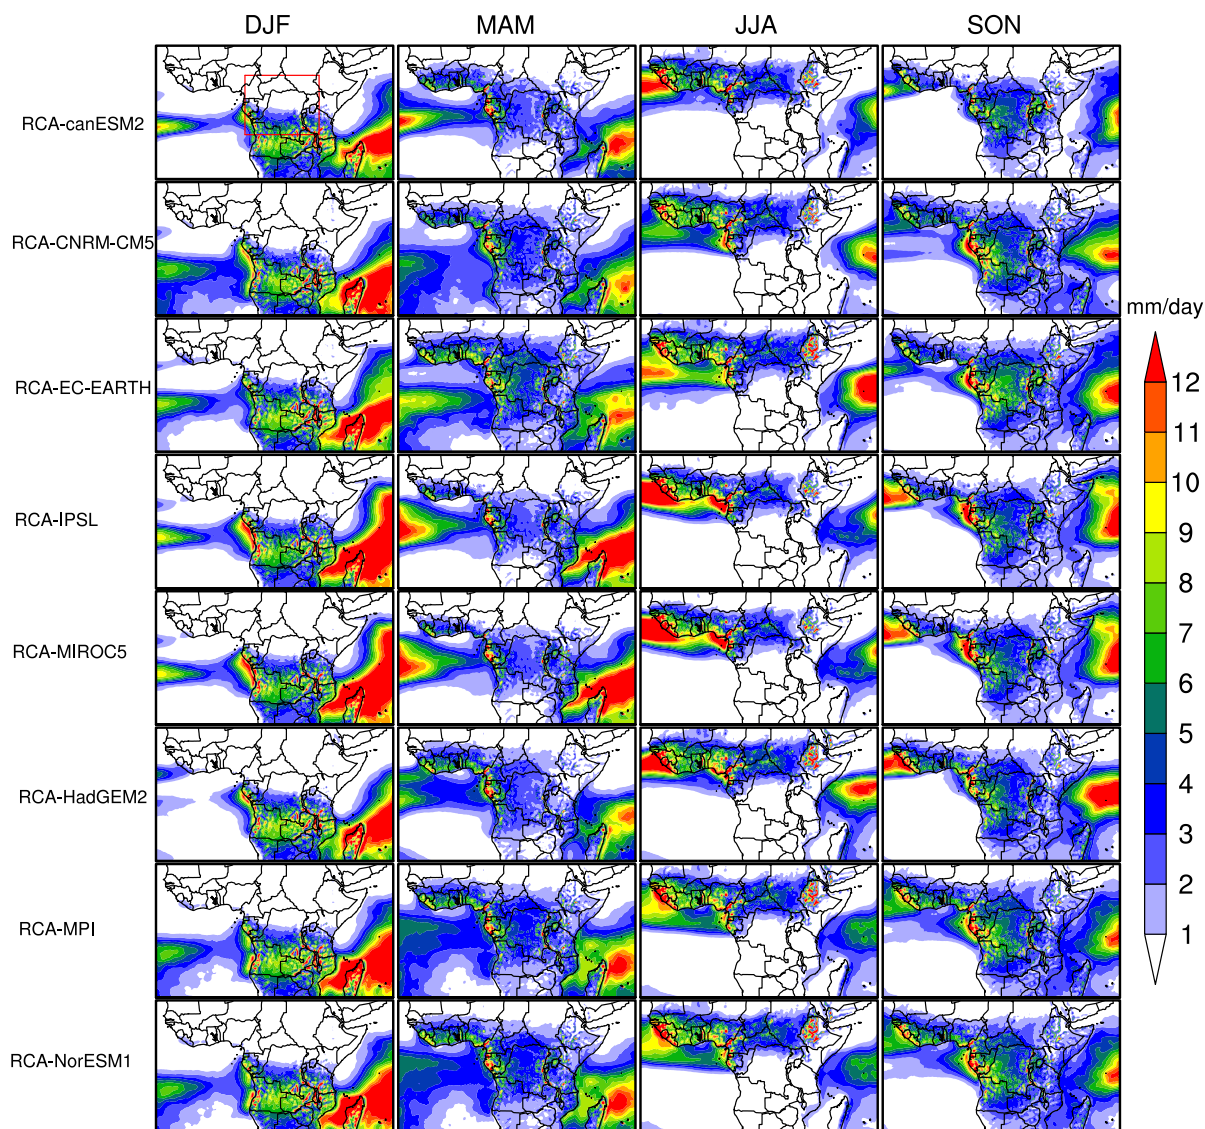 DJF MAM JJA SON
RCA-canESM2
RCA-CNRM-CM5
RCA-EC-EARTH
RCA-IPSL
RCA-MIROC5
RCA-HadGEM2
RCA-MPI
RCA-NorESM1
mm/day
12
11
10
9
8
7
6
5
4
3
2
1